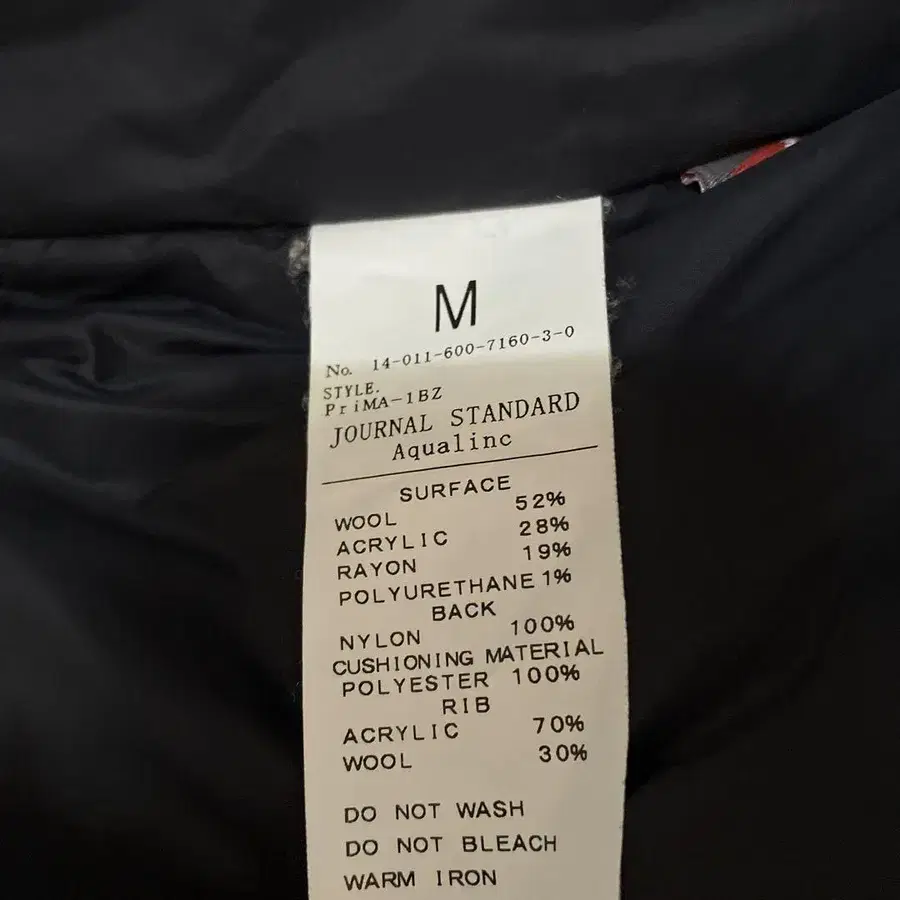 M
No. 14-011-600-7160-3-0
STYLE.
PriMA-1BZ
JOURNAL STANDARD
Aqualinc
SURFACE
WOOL 52%
ACRYLIC 28%
RAYON 19%
POLYURETHANE 1%
BACK
NYLON 100%
CUSHIONING MATERIAL
POLYESTER 100%
RIB
ACRYLIC 70%
WOOL 30%
DO NOT WASH
DO NOT BLEACH
WARM IRON